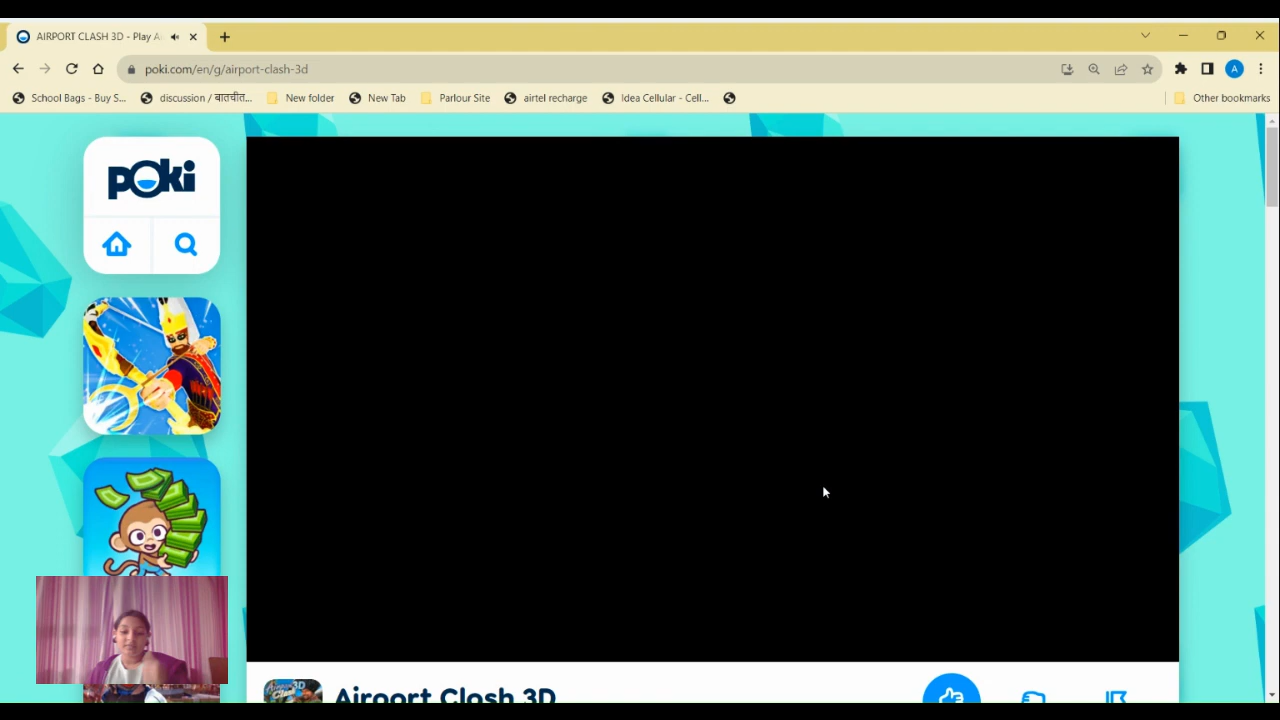 AIRPORT CLASH 3D - Play A
poki.com/en/g/airport-clash-3d
A
School Bags - Buy S...
discussion / बातचीत...
New folder
New Tab
Parlour Site
airtel recharge
Idea Cellular - Cell...
Other bookmarks
poki
Airport Clash 3D